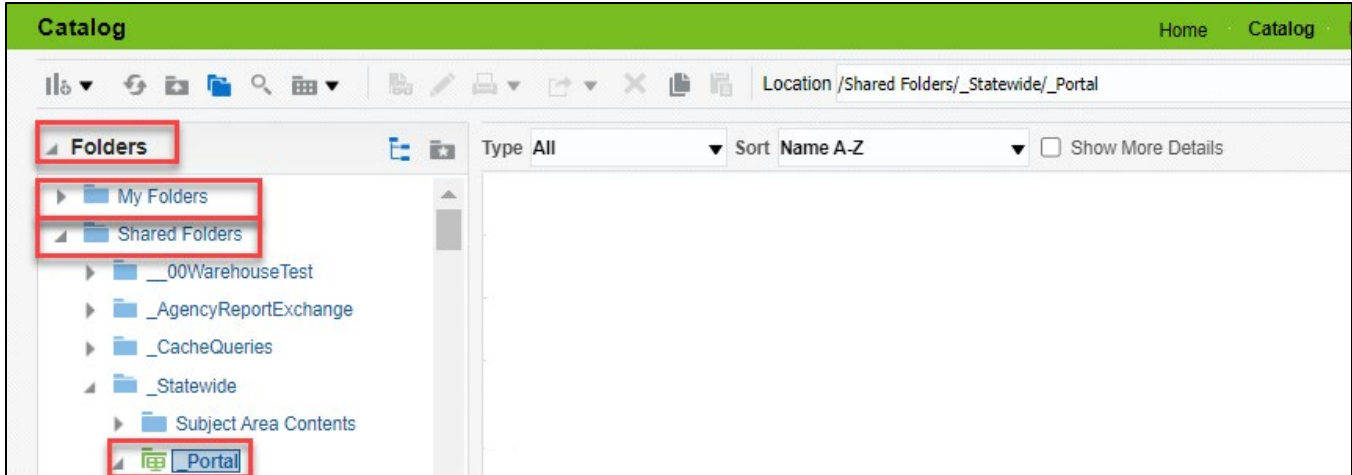 Catalog
Home Catalog
Location /Shared Folders/_Statewide/_Portal
Folders
Type All Sort Name A-Z Show More Details
My Folders
Shared Folders
__00WarehouseTest
_AgencyReportExchange
_CacheQueries
_Statewide
Subject Area Contents
_Portal